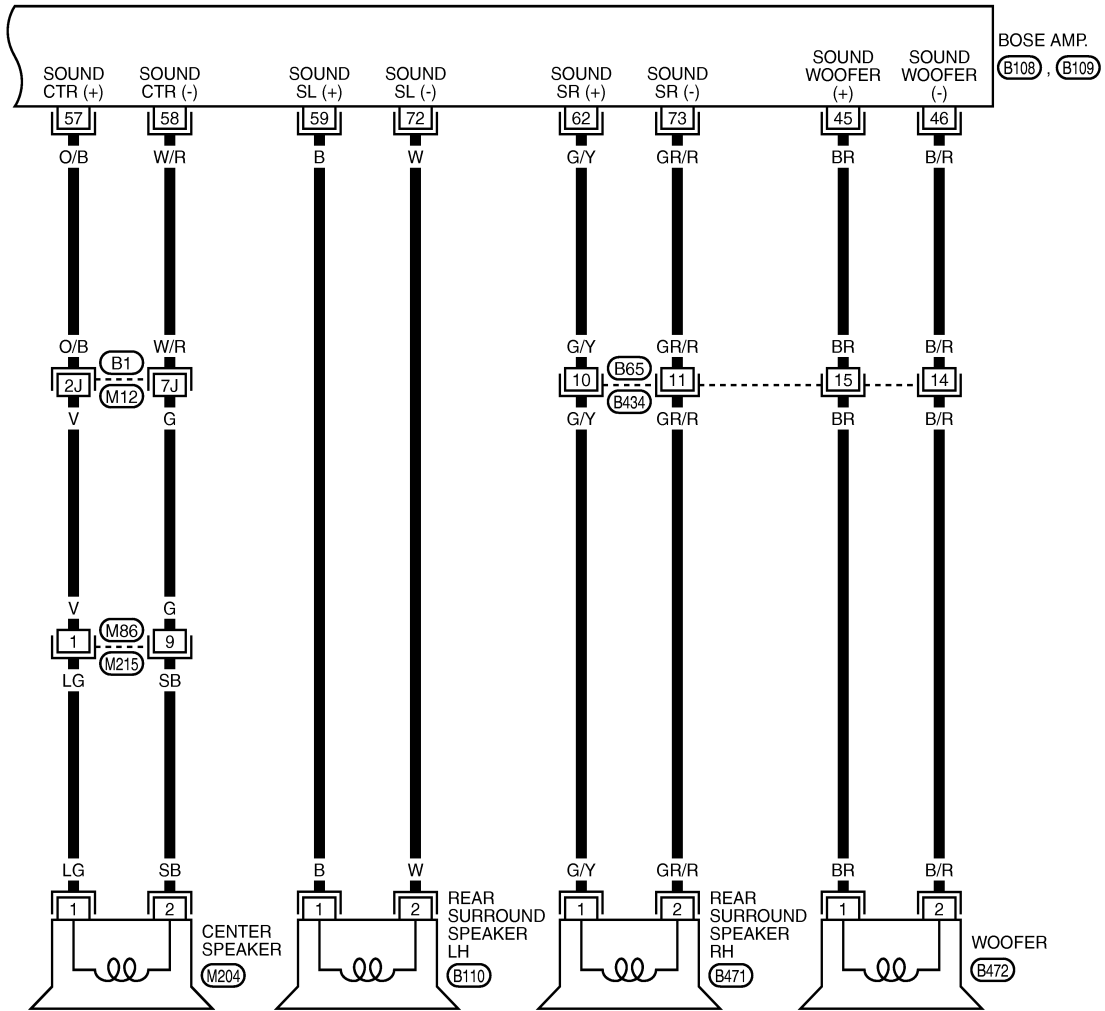 BOSE AMP.
B108 , B109
SOUND CTR (+)
SOUND CTR (-)
SOUND SL (+)
SOUND SL (-)
SOUND SR (+)
SOUND SR (-)
SOUND WOOFER (+)
SOUND WOOFER (-)
57 58 59 72 62 73 45 46
O/B W/R B W G/Y GR/R BR B/R
O/B W/R G/Y GR/R BR B/R
B1 B65
2J 7J 10 11 15 14
M12 B434
V G G/Y GR/R BR B/R
V G
M86
1 9
M215
LG SB
LG SB B W G/Y GR/R BR B/R
1 2 1 2 1 2 1 2
CENTER
SPEAKER
M204
REAR
SURROUND
SPEAKER
LH
B110
REAR
SURROUND
SPEAKER
RH
B471
WOOFER
B472